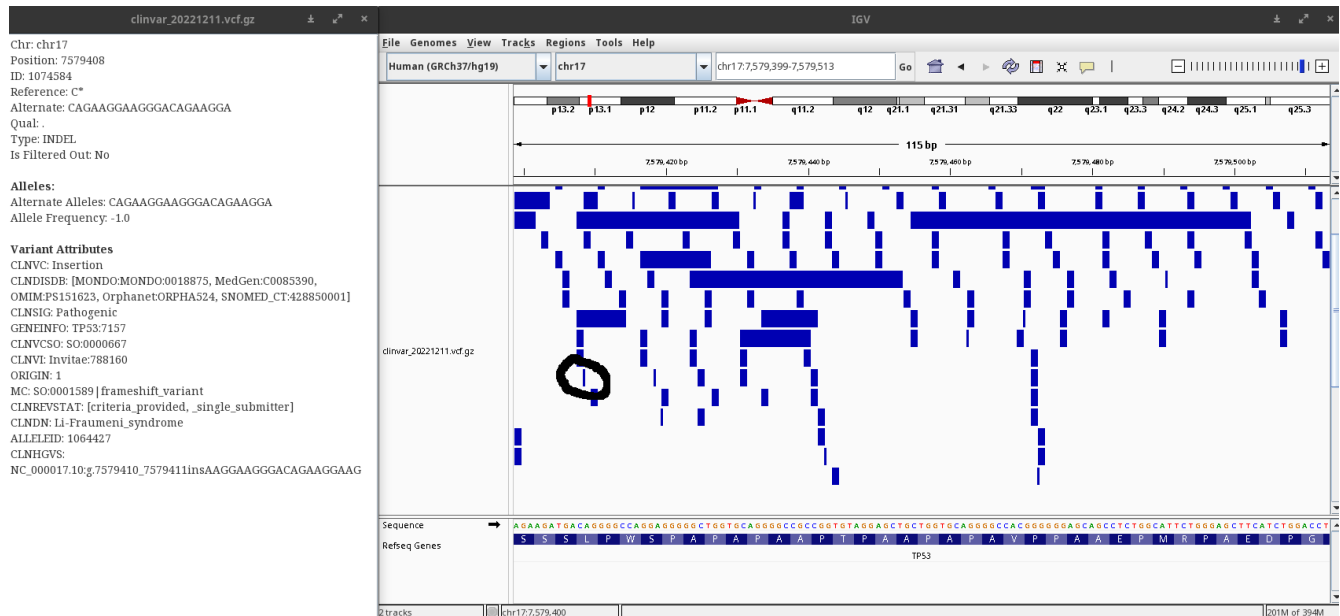 clinvar_20221211.vcf.gz
Chr: chr17
Position: 7579408
ID: 1074584
Reference: C*
Alternate: CAGAAGGAAGGGACAGAAGGA
Qual: .
Type: INDEL
Is Filtered Out: No
Alleles:
Alternate Alleles: CAGAAGGAAGGGACAGAAGGA
Allele Frequency: -1.0
Variant Attributes
CLNVC: Insertion
CLNDISDB: [MONDO:MONDO:0018875, MedGen:C0085390,
OMIM:PS151623, Orphanet:ORPHA524, SNOMED_CT:428850001]
CLNSIG: Pathogenic
GENEINFO: TP53:7157
CLNVCSO: SO:0000667
CLNVI: Invitae:788160
ORIGIN: 1
MC: SO:0001589|frameshift_variant
CLNREVSTAT: [criteria_provided, _single_submitter]
CLNDN: Li-Fraumeni_syndrome
ALLELEID: 1064427
CLNHGVS:
NC_000017.10:g.7579410_7579411insAAGGAAGGGACAGAAGGAAG
IGV
File Genomes View Tracks Regions Tools Help
Human (GRCh37/hg19) chr17 chr17:7,579,399-7,579,513 Go
p13.2 p13.1 p12 p11.2 p11.1 q11.2 q12 q21.1 q21.31 q21.33 q22 q23.1 q23.3 q24.2 q24.3 q25.1 q25.3
115 bp
7,579,420 bp 7,579,440 bp 7,579,460 bp 7,579,480 bp 7,579,500 bp
clinvar_20221211.vcf.gz
Sequence AGAAGATGACAGGGGCCAGGAGGGGGCTGGTGCAGGGGCCGCCGGTGTAGGAGCTGCTGGTGCAGGGGCCACGGGGGGAGCAGCCTCTGGCATTCTGGGAGCTTCATCTGGACCT
Refseq Genes S S S L P W S P A P A P A A P T P A A P A P A V P P A A E P M R P A E D P G
TP53
2 tracks chr17:7,579,400 201M of 394M